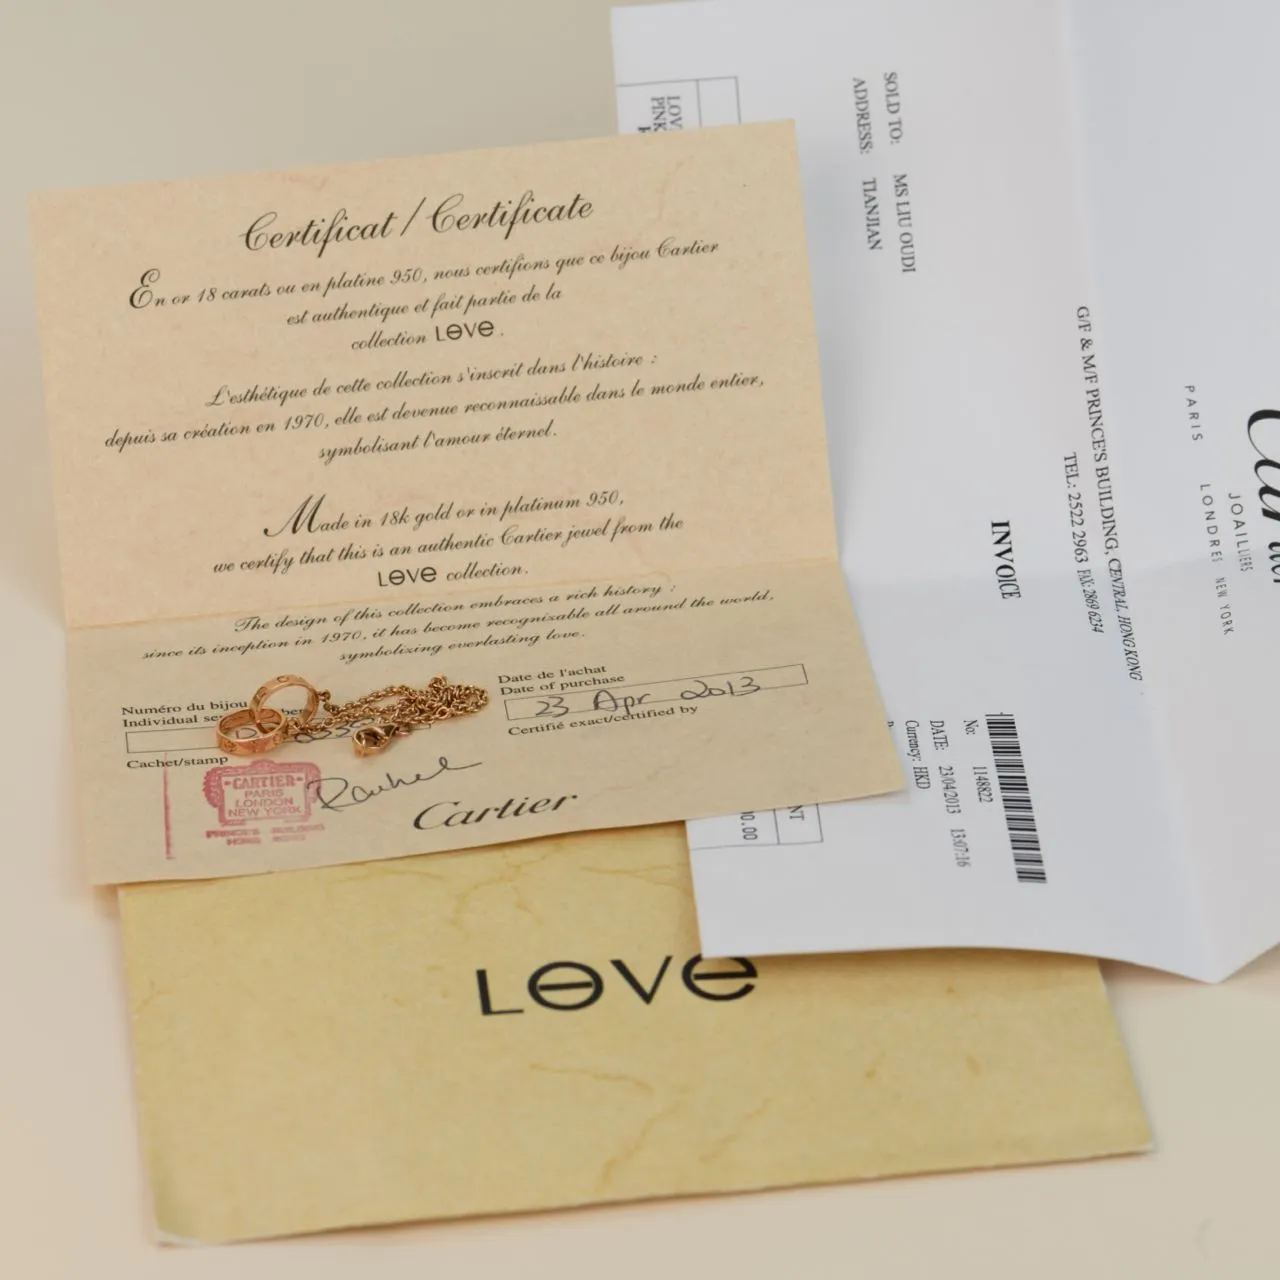 Certificat / Certificate
En or 18 carats ou en platine 950, nous certifions que ce bijou Cartier
est authentique et fait partie de la
collection LOVE.
L'esthétique de cette collection s'inscrit dans l'histoire :
depuis sa création en 1970, elle est devenue reconnaissable dans le monde entier,
symbolisant l'amour éternel.
Made in 18k gold or in platinum 950,
we certify that this is an authentic Cartier jewel from the
LOVE collection.
The design of this collection embraces a rich history :
since its inception in 1970, it has become recognizable all around the world,
symbolizing everlasting love.
Numéro du bijou
Individual
Date de l'achat
Date of purchase
23 Apr 2013
Certifié exact/certified by
Cachet/stamp
CARTIER
PARIS
LONDON
NEW YORK
PRINCE'S BUILDING
HONG KONG
Cartier
LOVE
PARIS
JOAILLIERS
LONDRES
NEW YORK
G/F & M/F PRINCE'S BUILDING, CENTRAL, HONG KONG
TEL: 2522 2963 FAX: 2869 6234
INVOICE
SOLD TO: MS LIU OUDI
ADDRESS: TIANJIAN
No: 1148822
DATE: 23/04/2013 13:07:16
Currency: HKD